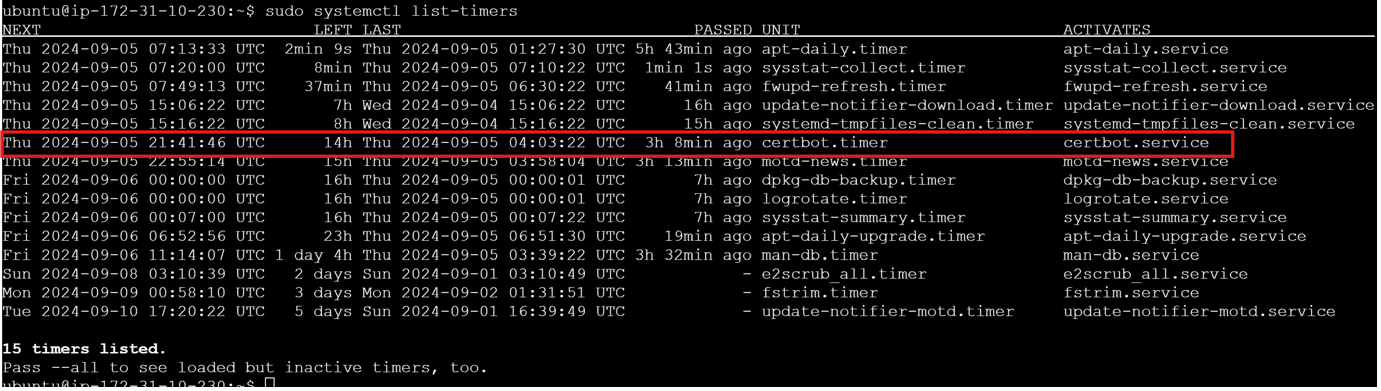 ubuntu@ip-172-31-10-230:~$ sudo systemctl list-timers
NEXT LEFT LAST PASSED UNIT ACTIVATES
Thu 2024-09-05 07:13:33 UTC 2min 9s Thu 2024-09-05 01:27:30 UTC 5h 43min ago apt-daily.timer apt-daily.service
Thu 2024-09-05 07:20:00 UTC 8min Thu 2024-09-05 07:10:22 UTC 1min 1s ago sysstat-collect.timer sysstat-collect.service
Thu 2024-09-05 07:49:13 UTC 37min Thu 2024-09-05 06:30:22 UTC 41min ago fwupd-refresh.timer fwupd-refresh.service
Thu 2024-09-05 15:06:22 UTC 7h Wed 2024-09-04 15:06:22 UTC 16h ago update-notifier-download.timer update-notifier-download.service
Thu 2024-09-05 15:16:22 UTC 8h Wed 2024-09-04 15:16:22 UTC 15h ago systemd-tmpfiles-clean.timer systemd-tmpfiles-clean.service
Thu 2024-09-05 21:41:46 UTC 14h Thu 2024-09-05 04:03:22 UTC 3h 8min ago certbot.timer certbot.service
Thu 2024-09-05 22:55:14 UTC 15h Thu 2024-09-05 03:58:04 UTC 3h 13min ago motd-news.timer motd-news.service
Fri 2024-09-06 00:00:00 UTC 16h Thu 2024-09-05 00:00:01 UTC 7h ago dpkg-db-backup.timer dpkg-db-backup.service
Fri 2024-09-06 00:00:00 UTC 16h Thu 2024-09-05 00:00:01 UTC 7h ago logrotate.timer logrotate.service
Fri 2024-09-06 00:07:00 UTC 16h Thu 2024-09-05 00:07:22 UTC 7h ago sysstat-summary.timer sysstat-summary.service
Fri 2024-09-06 06:52:56 UTC 23h Thu 2024-09-05 06:51:30 UTC 19min ago apt-daily-upgrade.timer apt-daily-upgrade.service
Fri 2024-09-06 11:14:07 UTC 1 day 4h Thu 2024-09-05 03:39:22 UTC 3h 32min ago man-db.timer man-db.service
Sun 2024-09-08 03:10:39 UTC 2 days Sun 2024-09-01 03:10:49 UTC - e2scrub_all.timer e2scrub_all.service
Mon 2024-09-09 00:58:10 UTC 3 days Mon 2024-09-02 01:31:51 UTC - fstrim.timer fstrim.service
Tue 2024-09-10 17:20:22 UTC 5 days Sun 2024-09-01 16:39:49 UTC - update-notifier-motd.timer update-notifier-motd.service
15 timers listed.
Pass --all to see loaded but inactive timers, too.
ubuntu@ip-172-31-10-230:~$